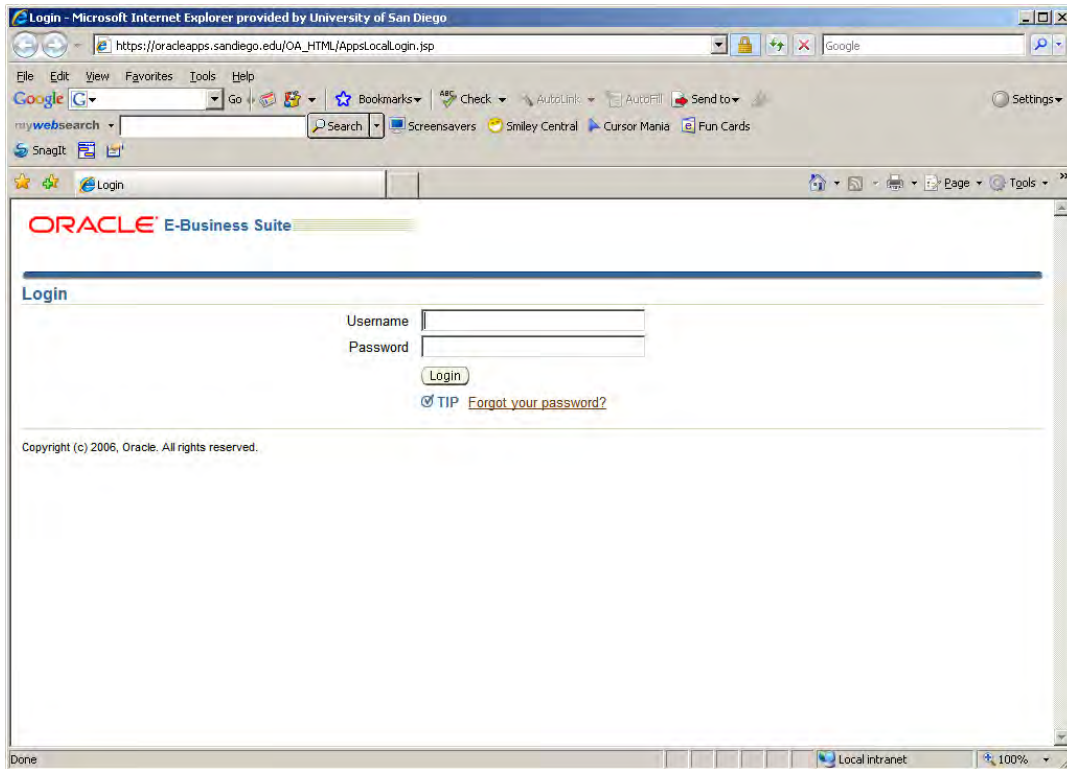 Login - Microsoft Internet Explorer provided by University of San Diego
https://oracleapps.sandiego.edu/OA_HTML/AppsLocalLogin.jsp
Google
File Edit View Favorites Tools Help
Google G Go Bookmarks ABC Check AutoLink AutoFill Send to Settings
mywebsearch Search Screensavers Smiley Central Cursor Mania e Fun Cards
SnagIt
Login Page Tools »
ORACLE E-Business Suite
Login
Username
Password
Login
TIP Forgot your password?
Copyright (c) 2006, Oracle. All rights reserved.
Done Local intranet 100%